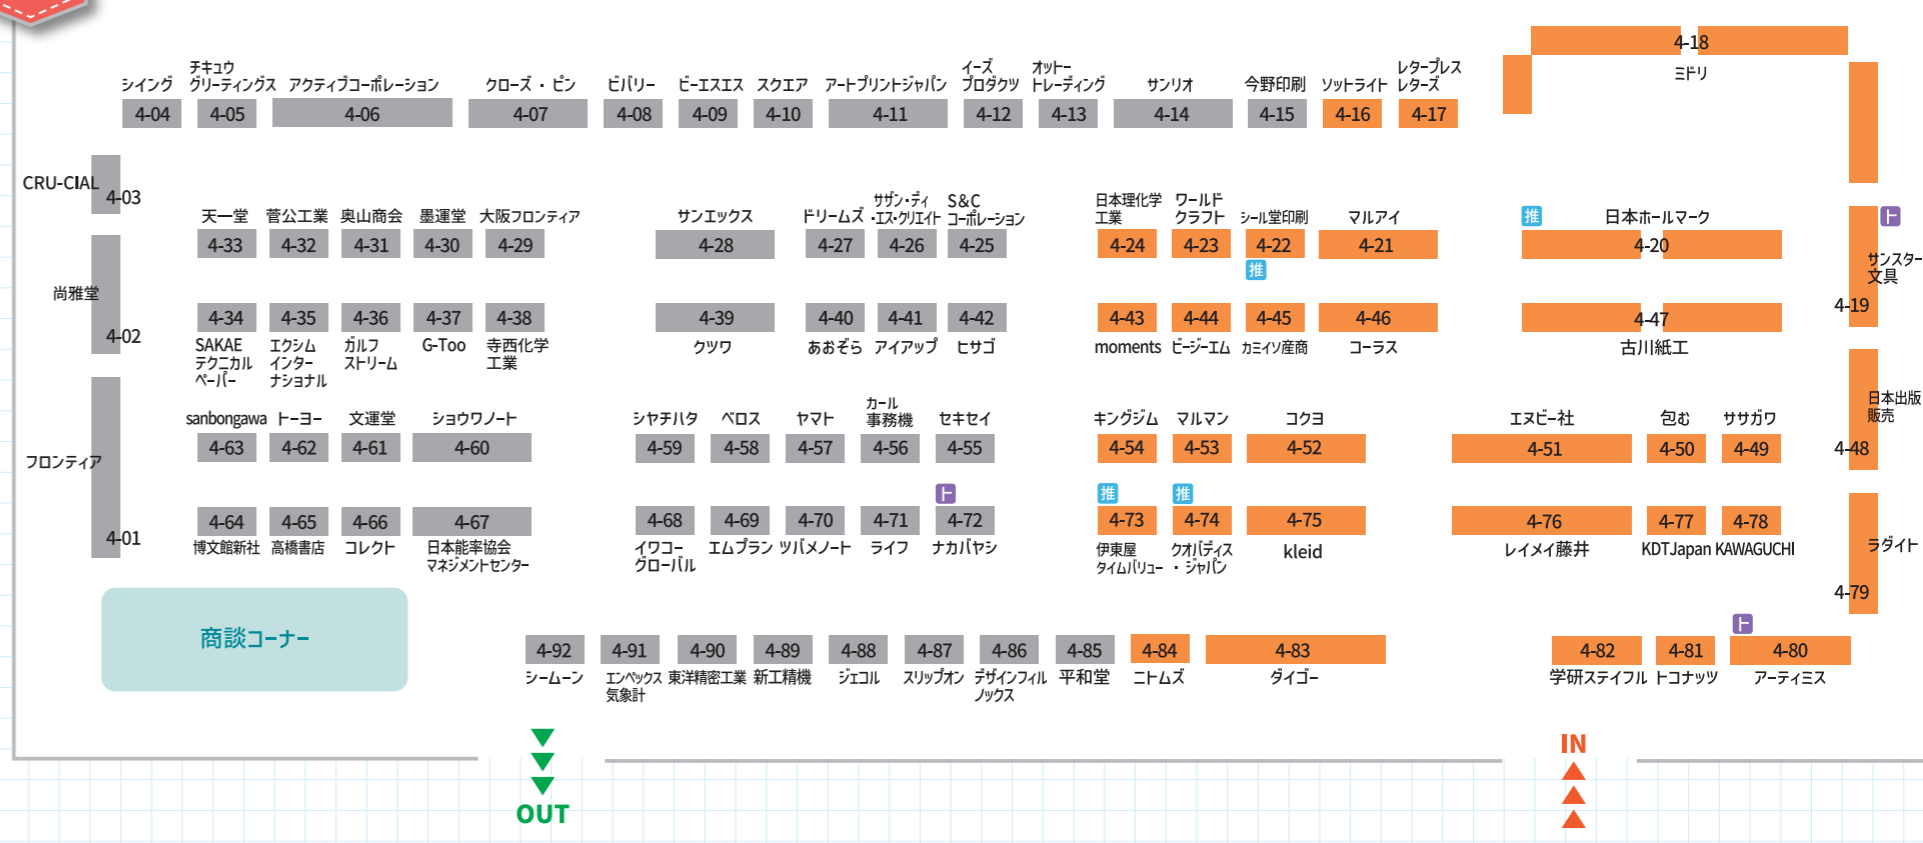 4-18
ミドリ
シイング
チキュウ
グリーティングス
アクティブコーポレーション
クローズ・ピン
ビバリー
ビーエスエス
スクエア
アートプリントジャパン
イーズ
プロダクツ
オットー
トレーディング
サンリオ
今野印刷
ソットライト
レタープレス
レターズ
4-04
4-05
4-06
4-07
4-08
4-09
4-10
4-11
4-12
4-13
4-14
4-15
4-16
4-17
CRU-CIAL
4-03
天一堂
菅公工業
奥山商会
墨運堂
大阪フロンティア
サンエックス
ドリームズ
サザン・ディ
・エス・クリエイト
S&C
コーポレーション
日本理化学
工業
ワールド
クラフト
シール堂印刷
マルアイ
推
日本ホールマーク
ト
4-33
4-32
4-31
4-30
4-29
4-28
4-27
4-26
4-25
4-24
4-23
4-22
4-21
4-20
推
サンスター
文具
4-19
尚雅堂
4-02
4-34
4-35
4-36
4-37
4-38
4-39
4-40
4-41
4-42
4-43
4-44
4-45
4-46
4-47
SAKAE
テクニカル
ペーパー
エクシム
インター
ナショナル
ガルフ
ストリーム
G-Too
寺西化学
工業
クツワ
あおぞら
アイアップ
ヒサゴ
moments
ビージーエム
カミイソ産商
コーラス
古川紙工
日本出版
販売
4-48
sanbongawa
トーヨー
文運堂
ショウワノート
シヤチハタ
ベロス
ヤマト
カール
事務機
セキセイ
キングジム
マルマン
コクヨ
エヌビー社
包む
ササガワ
4-63
4-62
4-61
4-60
4-59
4-58
4-57
4-56
4-55
4-54
4-53
4-52
4-51
4-50
4-49
フロンティア
4-01
ト
推
推
4-64
4-65
4-66
4-67
4-68
4-69
4-70
4-71
4-72
4-73
4-74
4-75
4-76
4-77
4-78
博文館新社
高橋書店
コレクト
日本能率協会
マネジメントセンター
イワコー
グローバル
エムプラン
ツバメノート
ライフ
ナカバヤシ
伊東屋
タイムバリュー
クオバディス
・ジャパン
kleid
レイメイ藤井
KDTJapan
KAWAGUCHI
ラダイト
4-79
商談コーナー
ト
4-92
4-91
4-90
4-89
4-88
4-87
4-86
4-85
4-84
4-83
4-82
4-81
4-80
シームーン
エンペックス
気象計
東洋精密工業
新工精機
ジェコル
スリップオン
デザインフィル
ノックス
平和堂
ニトムズ
ダイゴー
学研ステイフル
トコナッツ
アーティミス
OUT
IN